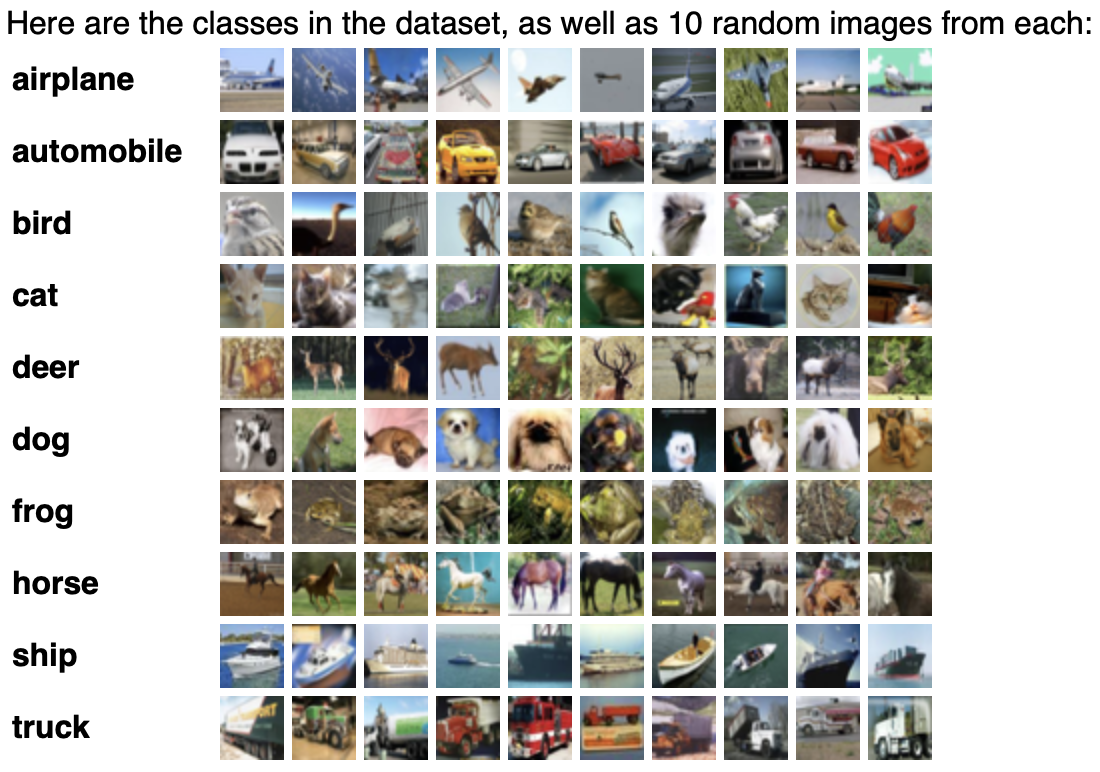 Here are the classes in the dataset, as well as 10 random images from each:
airplane
automobile
bird
cat
deer
dog
frog
horse
ship
truck